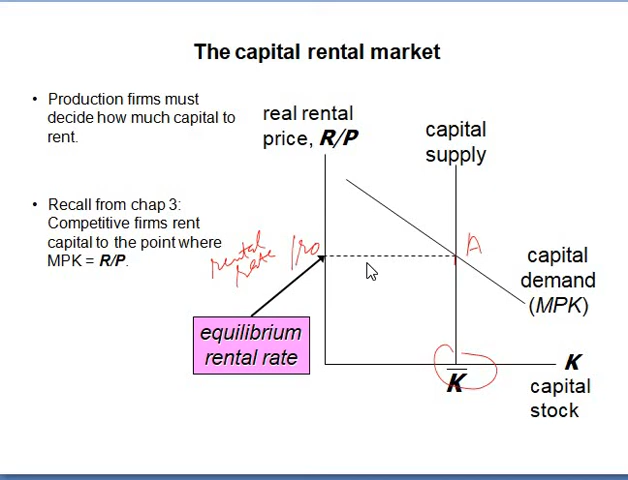 The capital rental market
• Production firms must
decide how much capital to
rent.
• Recall from chap 3:
Competitive firms rent
capital to the point where
MPK = R/P.
real rental
price, R/P
capital
supply
rental
rate
A
capital
demand
(MPK)
equilibrium
rental rate
K
K
capital
stock